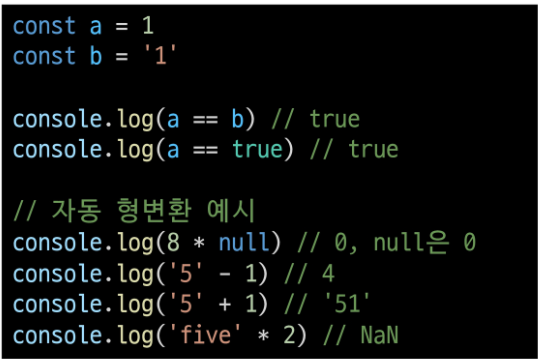 const a = 1
const b = '1'
console.log(a == b) // true
console.log(a == true) // true
// 자동 형변환 예시
console.log(8 * null) // 0, null은 0
console.log('5' - 1) // 4
console.log('5' + 1) // '51'
console.log('five' * 2) // NaN